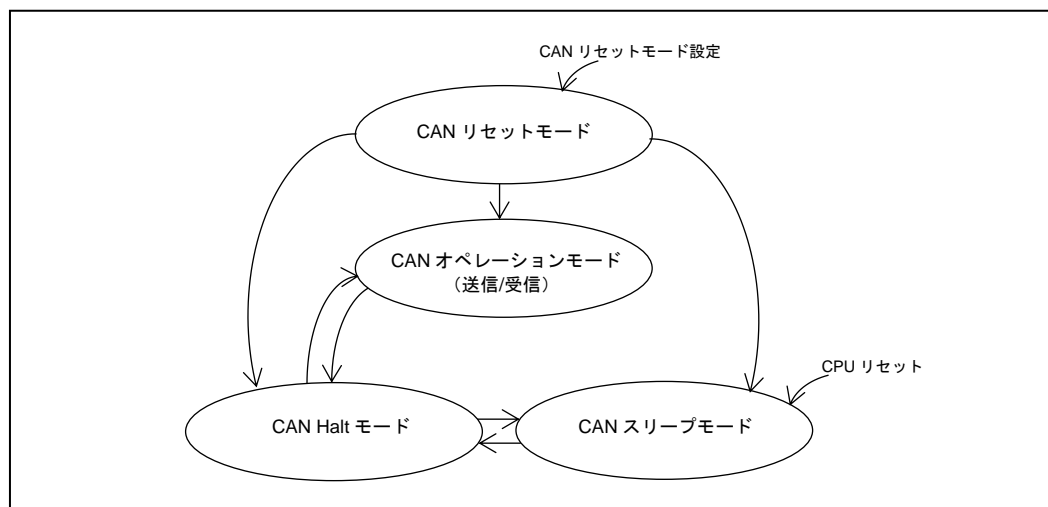 CAN リセットモード設定
CAN リセットモード
CAN オペレーションモード
（送信/受信）
CPU リセット
CAN Halt モード
CAN スリープモード